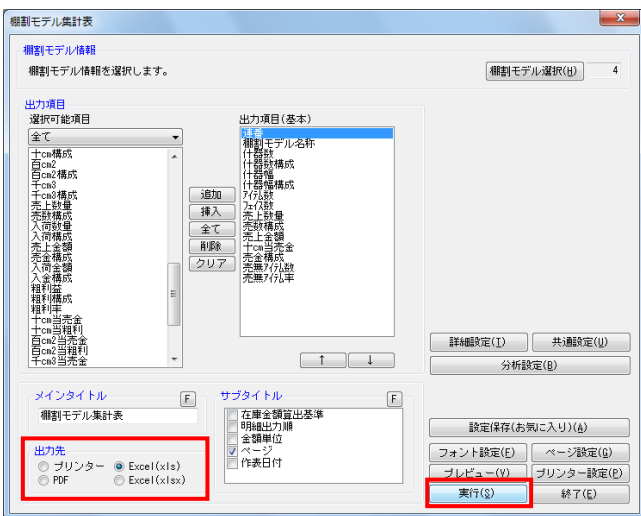 棚割モデル集計表
棚割モデル情報
棚割モデル情報を選択します。
棚割モデル選択(H)
4
出力項目
選択可能項目
全て
十cm構成
百cm2
百cm2構成
千cm3
千cm3構成
売上数量
売数構成
入荷数量
入荷構成
売上金額
売金構成
入荷金額
入金構成
粗利益
粗利構成
粗利率
十cm当売金
十cm当粗利
百cm2当売金
百cm2当粗利
千cm3当売金
追加
挿入
全て
削除
クリア
出力項目(基本)
連番
棚割モデル名称
什器数
什器数構成
什器幅
什器幅構成
アイテム数
フェイス数
売上数量
売数構成
売上金額
十cm当売金
売金構成
売無アイテム数
売無アイテム率
↑
↓
詳細設定(I)
共通設定(U)
分析設定(B)
メインタイトル
F
棚割モデル集計表
サブタイトル
F
在庫金額算出基準
明細出力順
金額単位
ページ
作表日付
出力先
プリンター
Excel(xls)
PDF
Excel(xlsx)
設定保存(お気に入り)(A)
フォント設定(F)
ページ設定(G)
プレビュー(V)
プリンター設定(P)
実行(S)
終了(E)